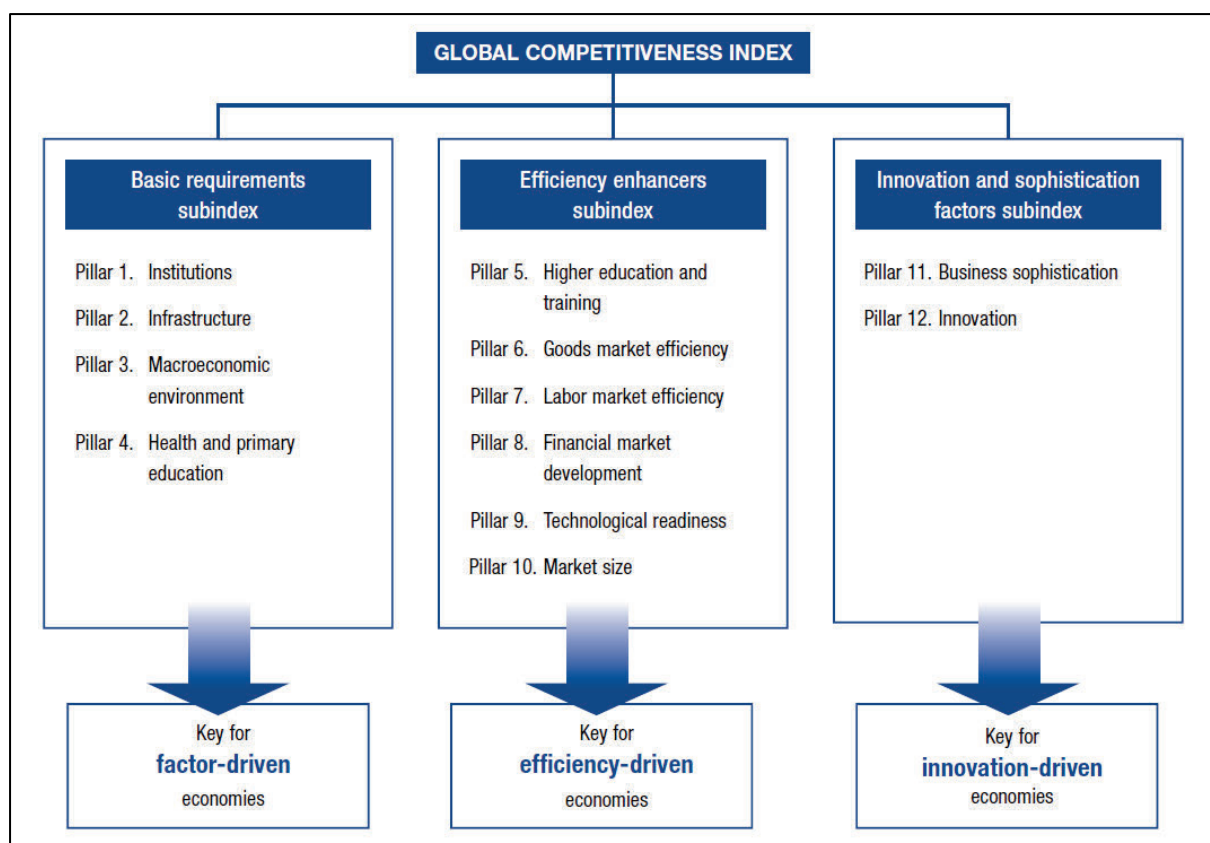 GLOBAL COMPETITIVENESS INDEX
Basic requirements
subindex
Pillar 1. Institutions
Pillar 2. Infrastructure
Pillar 3. Macroeconomic
environment
Pillar 4. Health and primary
education
Key for
factor-driven
economies
Efficiency enhancers
subindex
Pillar 5. Higher education and
training
Pillar 6. Goods market efficiency
Pillar 7. Labor market efficiency
Pillar 8. Financial market
development
Pillar 9. Technological readiness
Pillar 10. Market size
Key for
efficiency-driven
economies
Innovation and sophistication
factors subindex
Pillar 11. Business sophistication
Pillar 12. Innovation
Key for
innovation-driven
economies